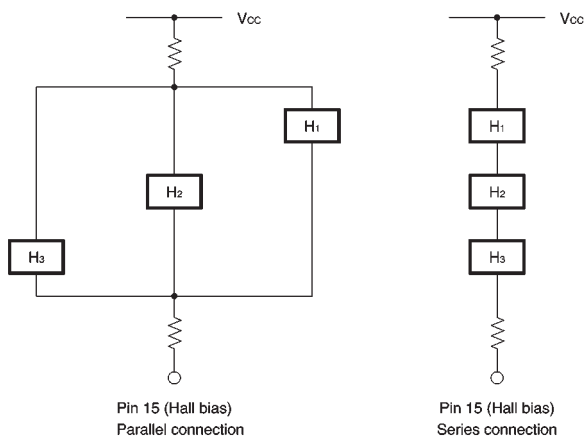 Vcc
Vcc
H1
H1
H2
H2
H3
H3
Pin 15 (Hall bias)
Parallel connection
Pin 15 (Hall bias)
Series connection